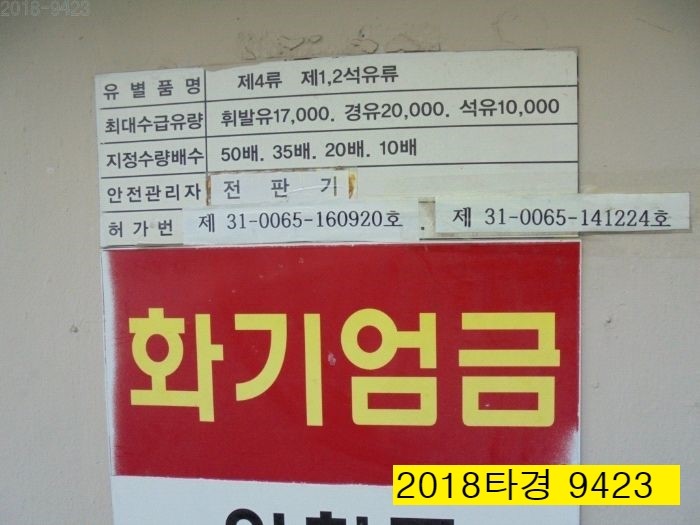 2018-9423
유별품명 제4류 제1,2석유류
최대수급유량 휘발유17,000. 경유20,000. 석유10,000
지정수량배수 50배. 35배. 20배. 10배
안전관리자 전판기
허가번 제 31-0065-160920호 . 제 31-0065-141224호
화기엄금
2018타경 9423